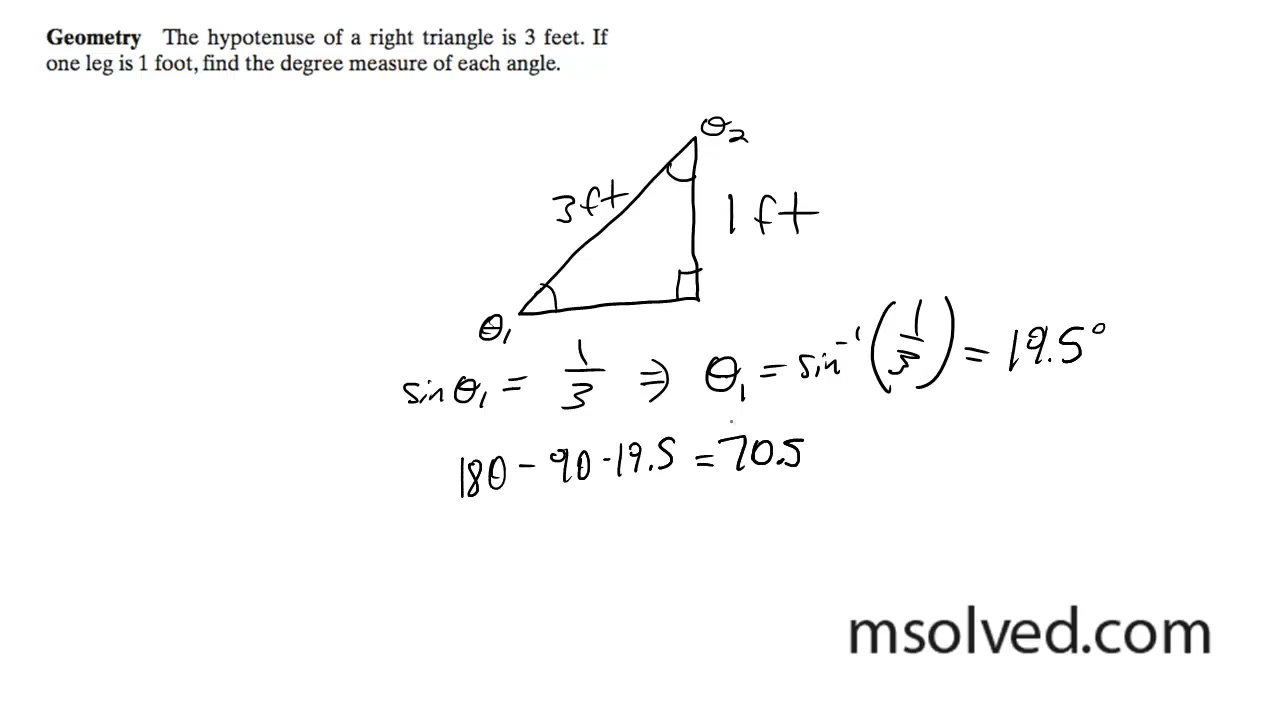 Geometry The hypotenuse of a right triangle is 3 feet. If
one leg is 1 foot, find the degree measure of each angle.
θ₂
3ft
1 ft
θ₁
sin θ₁ = 1/3 ⇒ θ₁ = sin⁻¹(1/3) = 19.5°
180 - 90 - 19.5 = 70.5
msolved.com